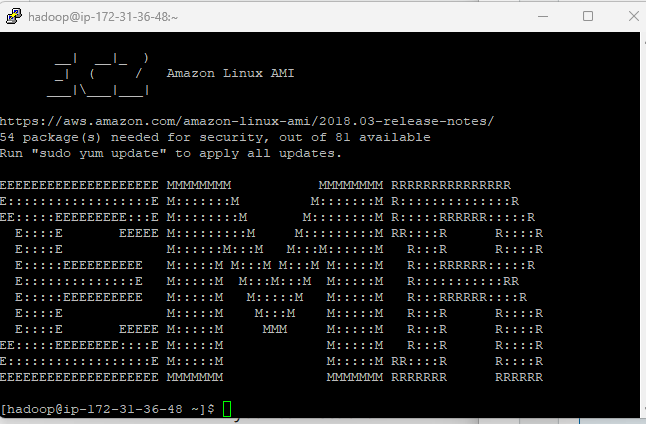 hadoop@ip-172-31-36-48:~
       __|  __|_  )
       _|  (     /   Amazon Linux AMI
      ___|\___|___|
https://aws.amazon.com/amazon-linux-ami/2018.03-release-notes/
54 package(s) needed for security, out of 81 available
Run "sudo yum update" to apply all updates.
EEEEEEEEEEEEEEEEEEEE MMMMMMMM           MMMMMMMM RRRRRRRRRRRRRRR
E::::::::::::::::::E M:::::::M         M:::::::M R::::::::::::::R
EE:::::EEEEEEEEE:::E M::::::::M       M::::::::M R:::::RRRRRR:::::R
  E::::E       EEEEE M:::::::::M     M:::::::::M RR::::R      R::::R
  E::::E             M::::::M:::M   M:::M::::::M   R:::R      R::::R
  E:::::EEEEEEEEEE   M:::::M M:::M M:::M M:::::M   R:::RRRRRR:::::R
  E::::::::::::::E   M:::::M  M:::M:::M  M:::::M   R:::::::::::RR
  E:::::EEEEEEEEEE   M:::::M   M:::::M   M:::::M   R:::RRRRRR::::R
  E::::E             M:::::M    M:::M    M:::::M   R:::R      R::::R
  E::::E       EEEEE M:::::M     MMM     M:::::M   R:::R      R::::R
EE:::::EEEEEEEE::::E M:::::M             M:::::M   R:::R      R::::R
E::::::::::::::::::E M:::::M             M:::::M RR::::R      R::::R
EEEEEEEEEEEEEEEEEEEE MMMMMMM             MMMMMMM RRRRRRR      RRRRRR
[hadoop@ip-172-31-36-48 ~]$